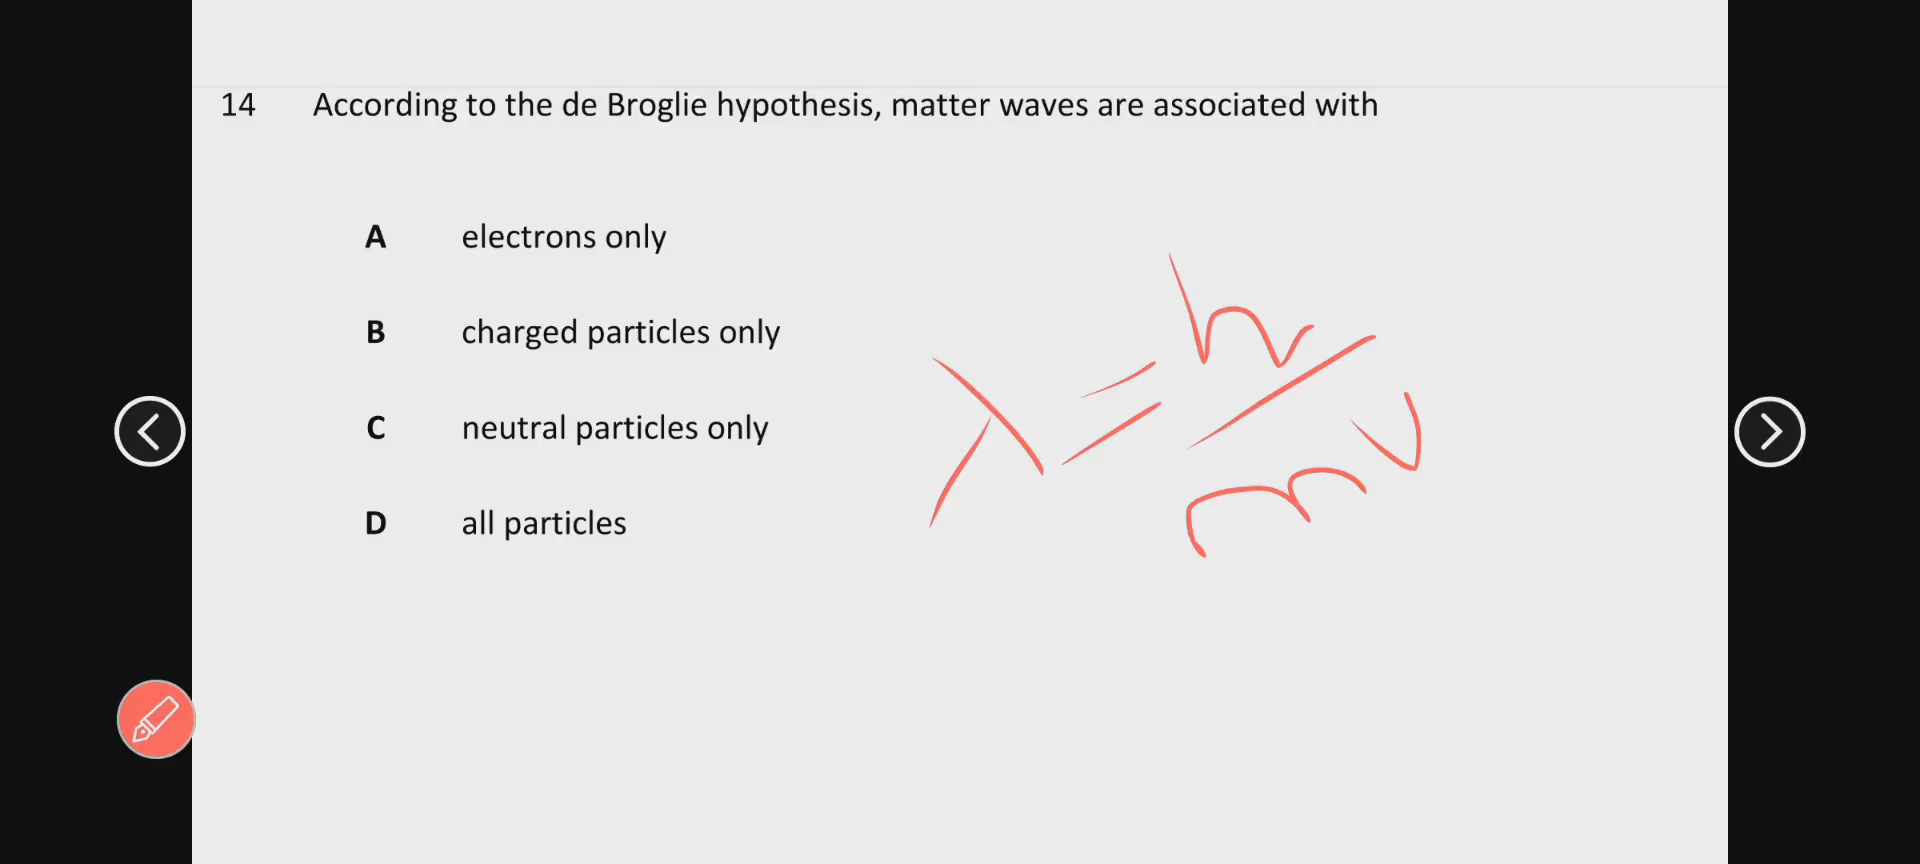 14 According to the de Broglie hypothesis, matter waves are associated with
A electrons only
B charged particles only
C neutral particles only
D all particles
λ = h / mv